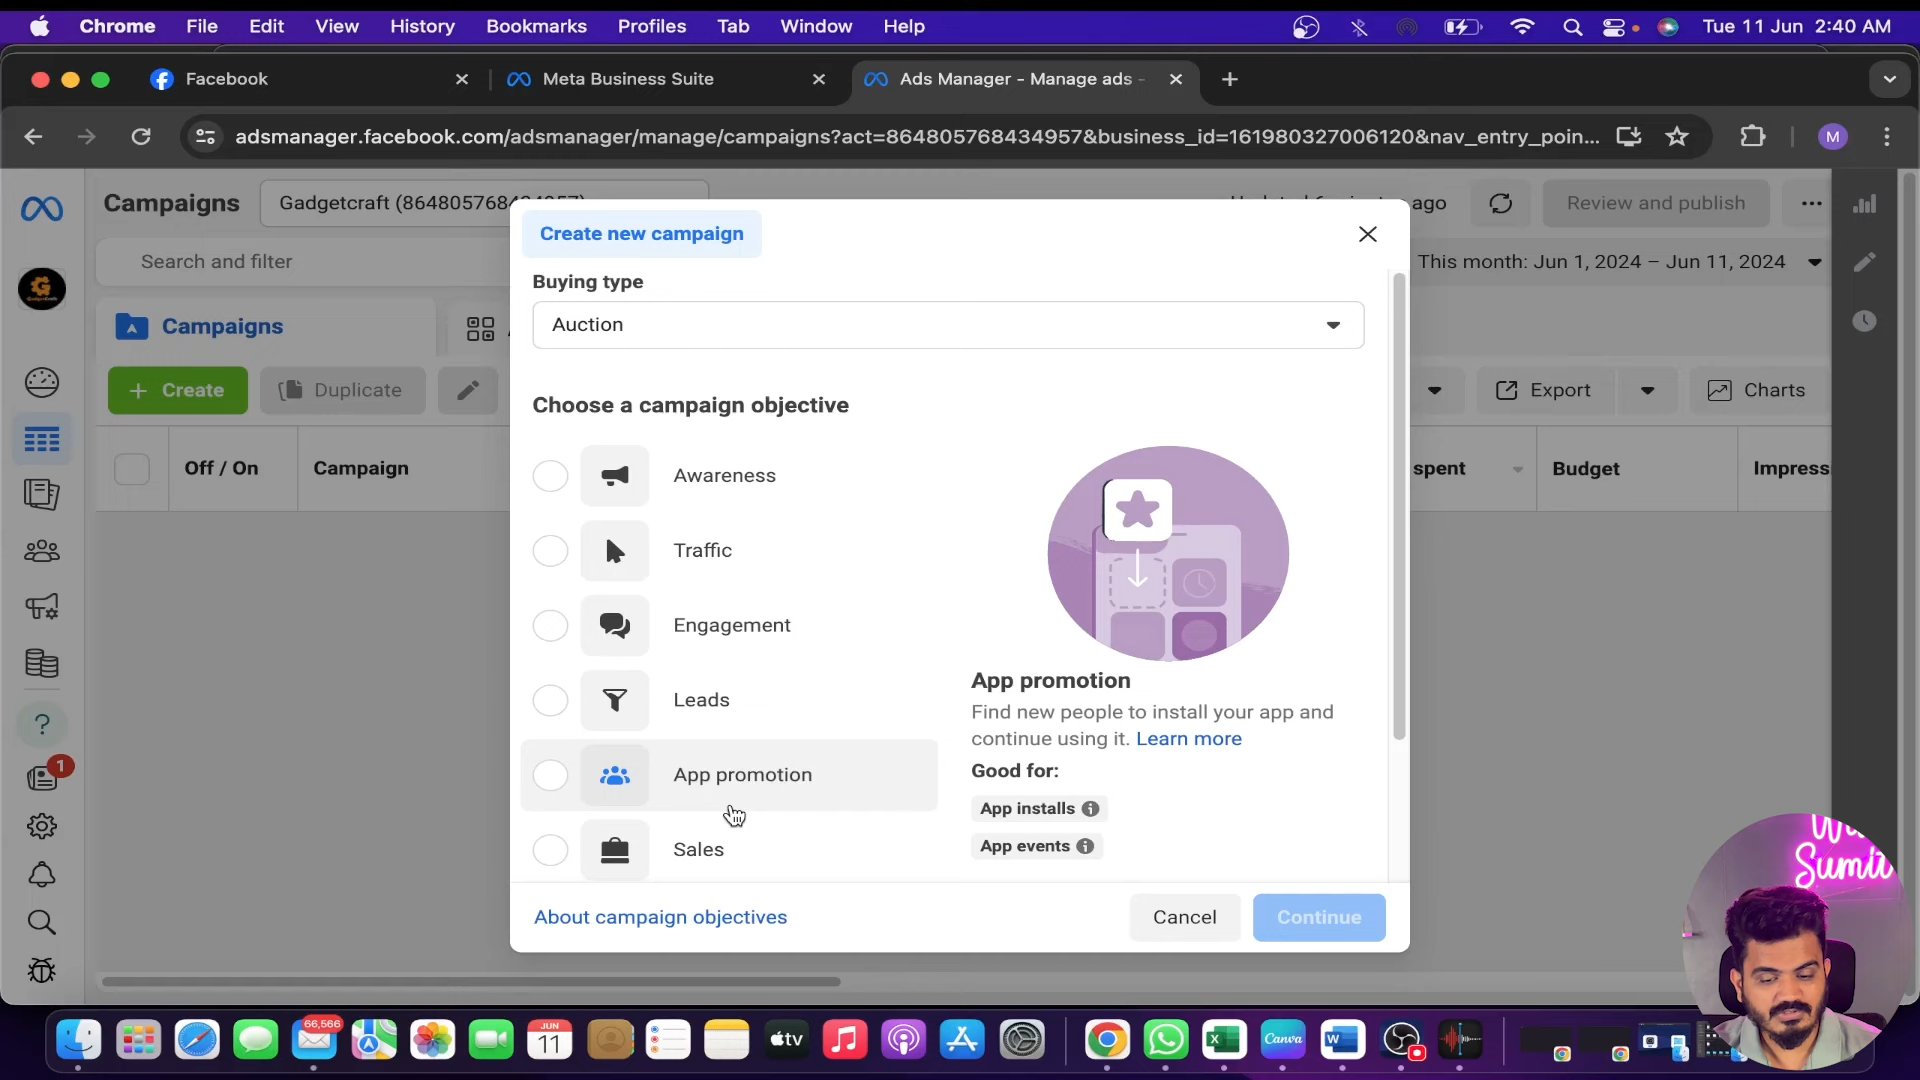 Chrome File Edit View History Bookmarks Profiles Tab Window Help Tue 11 Jun 2:40 AM
Facebook Meta Business Suite Ads Manager - Manage ads -
adsmanager.facebook.com/adsmanager/manage/campaigns?act=864805768434957&business_id=161980327006120&nav_entry_poin... M
Campaigns Gadgetcraft (864805768434957) ago Review and publish ...
Create new campaign
Search and filter This month: Jun 1, 2024 – Jun 11, 2024
Buying type
Auction
Campaigns
+ Create Duplicate Export Charts
Choose a campaign objective
Off / On Campaign spent Budget Impress
Awareness
Traffic
Engagement
Leads
App promotion
Sales
App promotion
Find new people to install your app and
continue using it. Learn more
Good for:
App installs
App events
1
About campaign objectives Cancel Continue
Sumit
66,566
JUN
11
tv
Canva
W